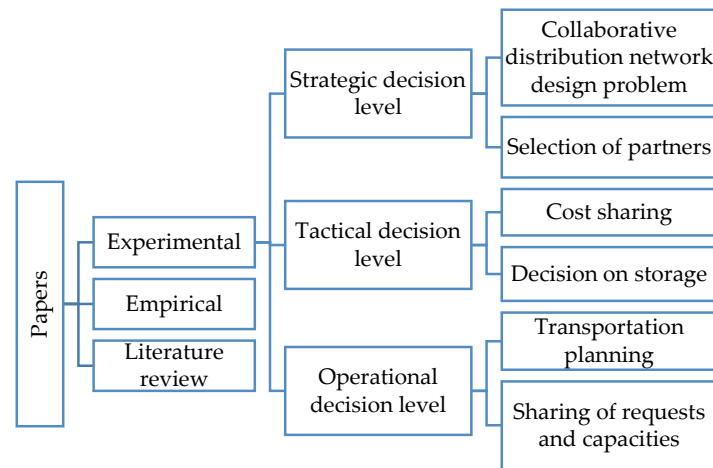 Papers
Experimental
Empirical
Literature
review
Strategic decision
level
Tactical decision
level
Operational
decision level
Collaborative
distribution network
design problem
Selection of partners
Cost sharing
Decision on storage
Transportation
planning
Sharing of requests
and capacities